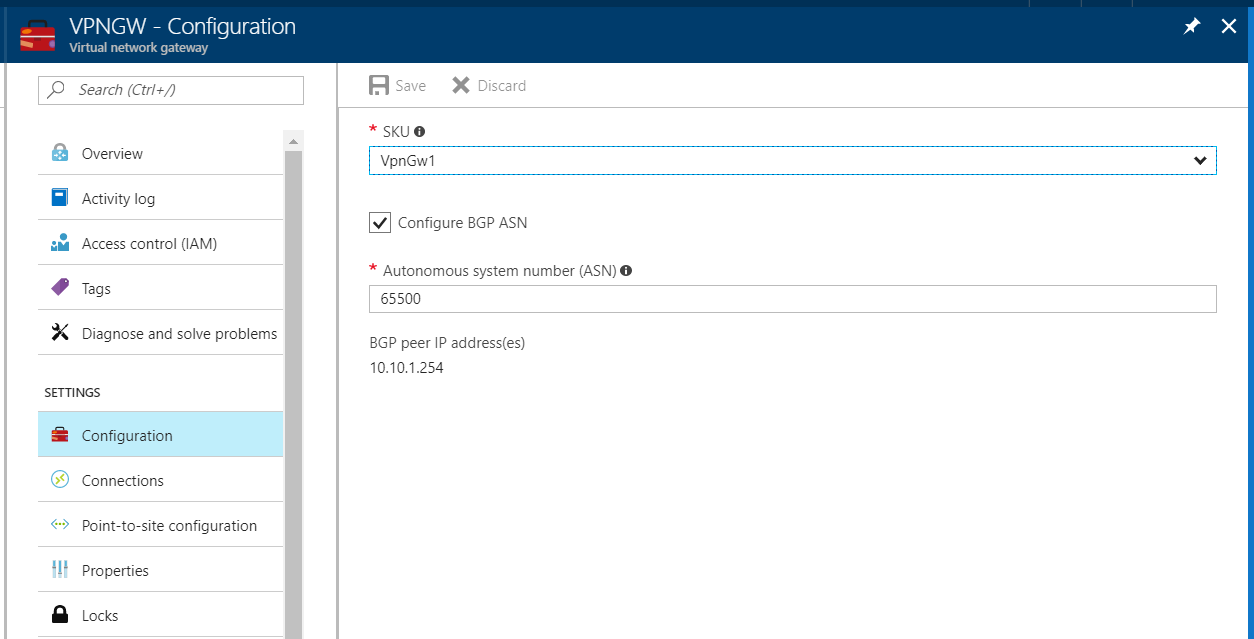 VPNGW - Configuration
Virtual network gateway
Search (Ctrl+/)
Overview
Activity log
Access control (IAM)
Tags
Diagnose and solve problems
SETTINGS
Configuration
Connections
Point-to-site configuration
Properties
Locks
Save Discard
* SKU
VpnGw1
Configure BGP ASN
* Autonomous system number (ASN)
65500
BGP peer IP address(es)
10.10.1.254